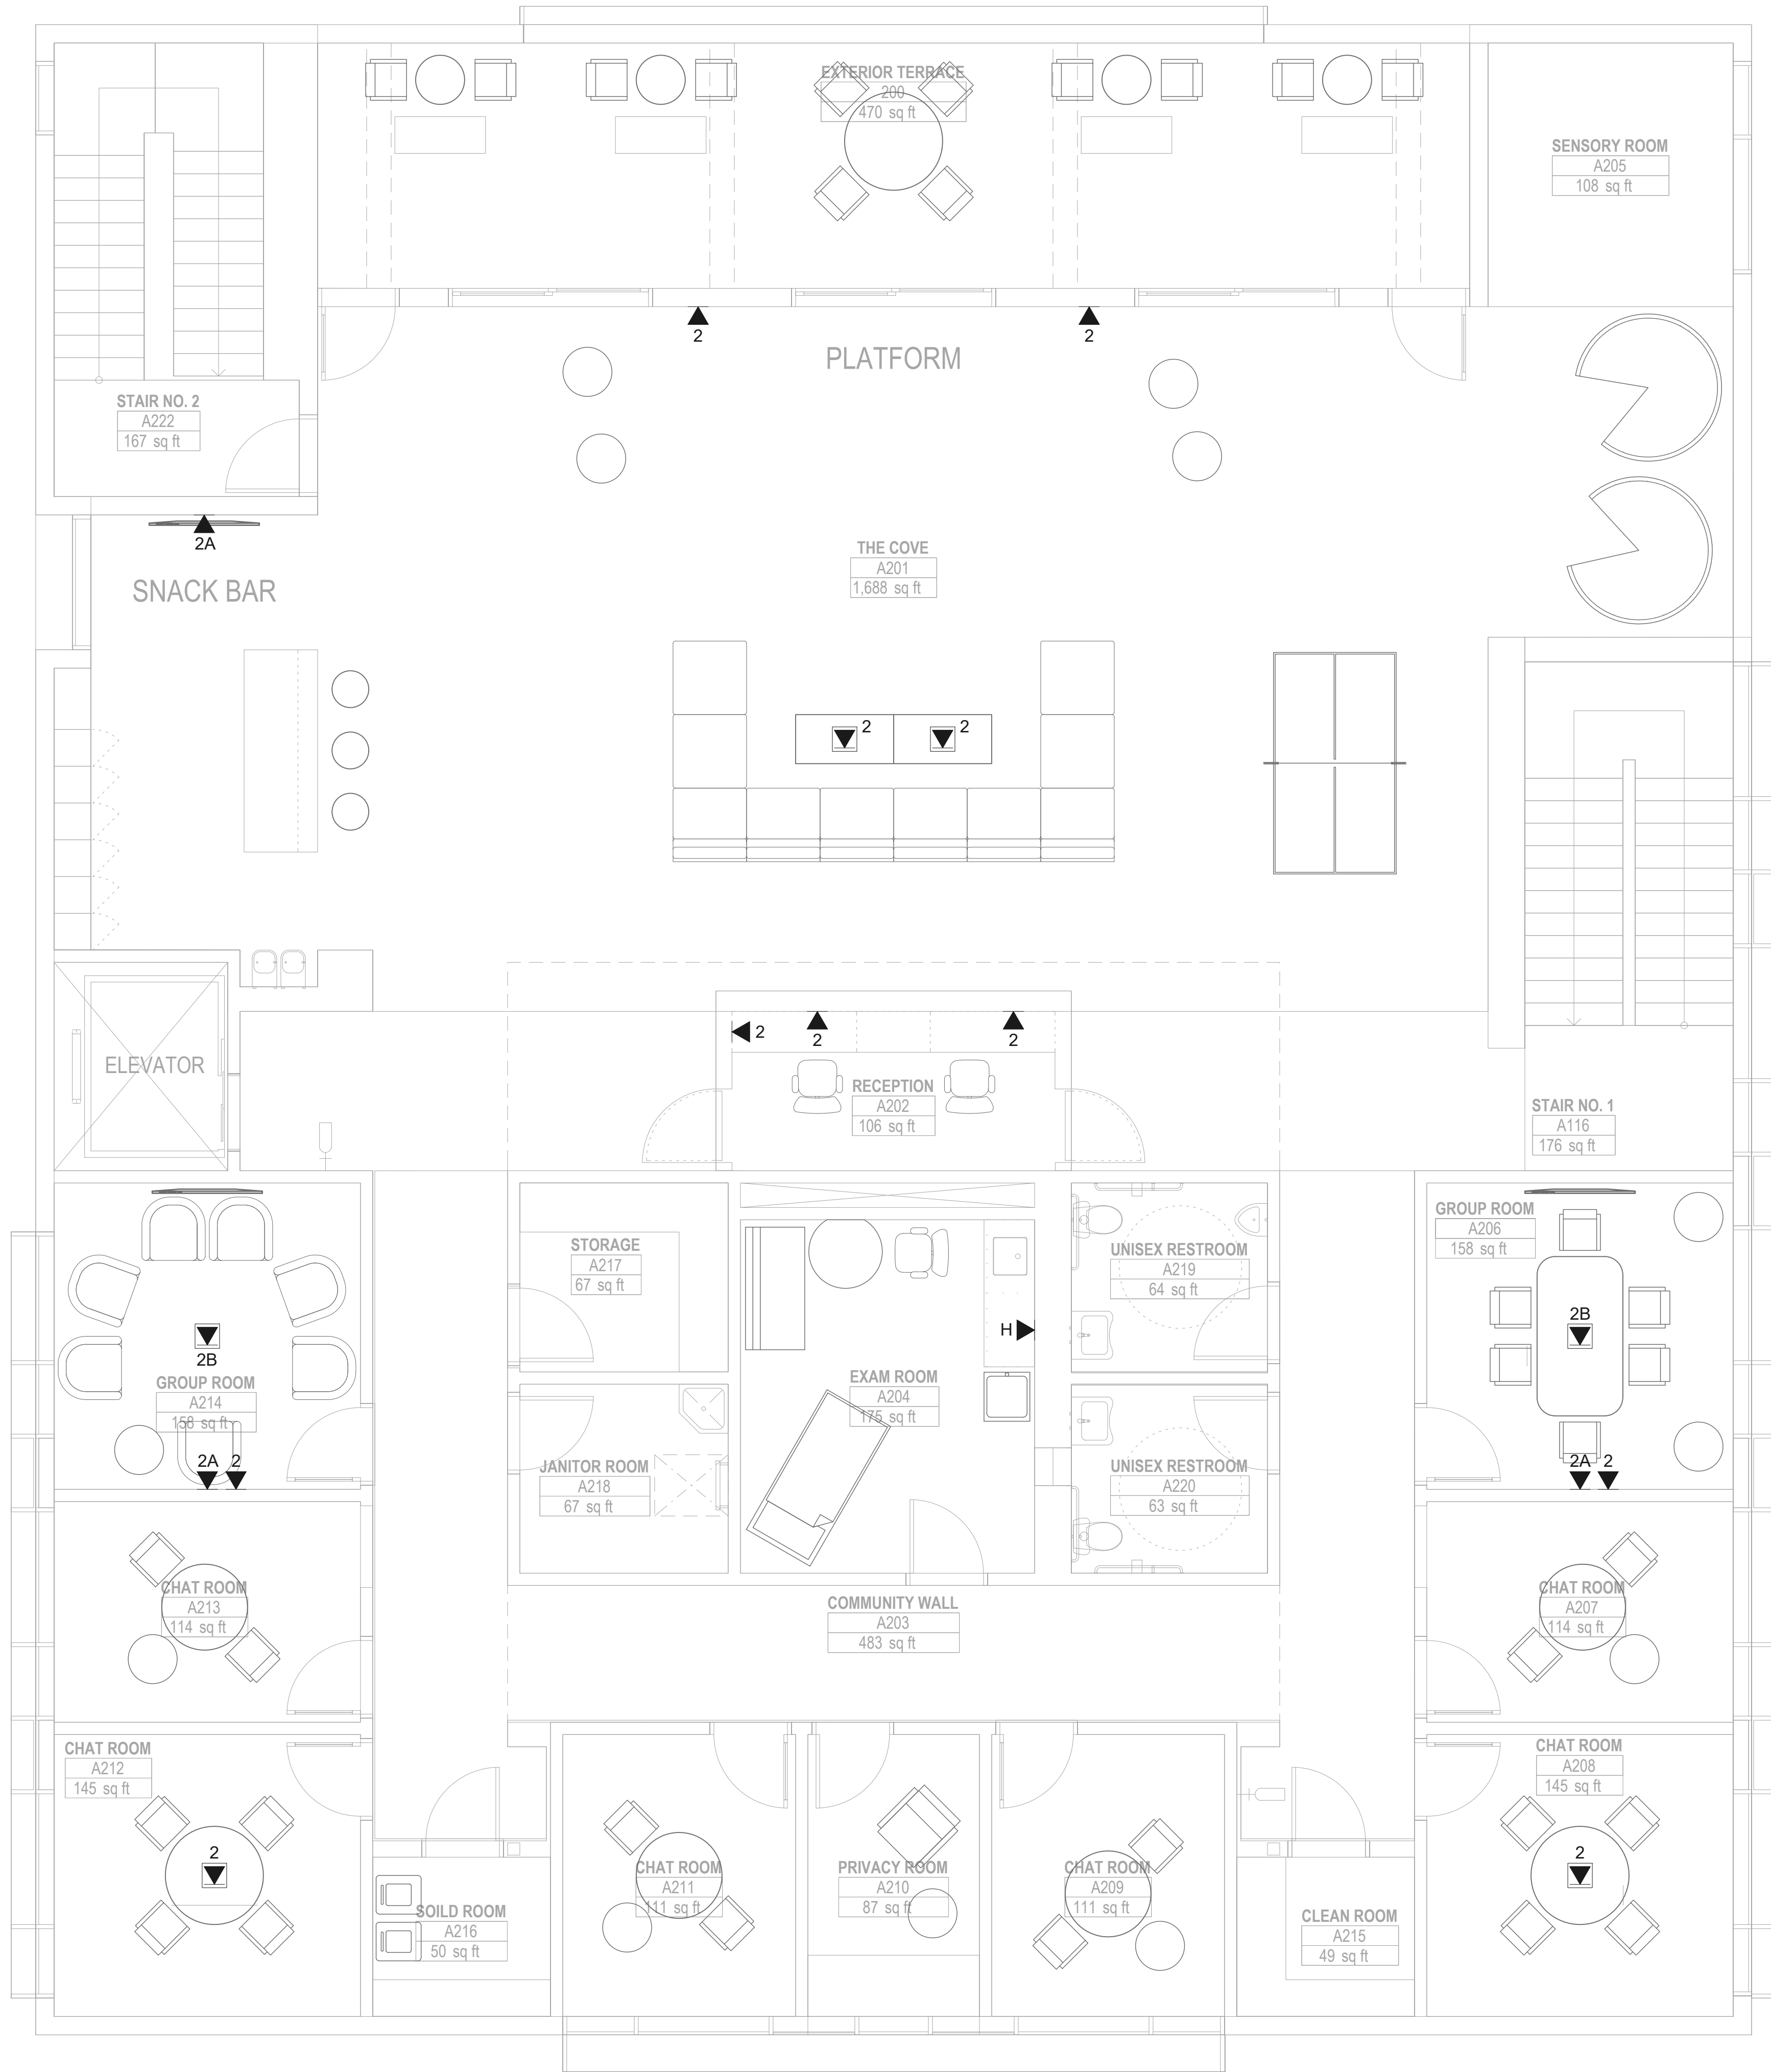 EXTERIOR TERRACE
200
470 sq ft
SENSORY ROOM
A205
108 sq ft
2
2
PLATFORM
STAIR NO. 2
A222
167 sq ft
2A
SNACK BAR
THE COVE
A201
1,688 sq ft
2
2
2
2
2
ELEVATOR
RECEPTION
A202
106 sq ft
STAIR NO. 1
A116
176 sq ft
GROUP ROOM
A206
158 sq ft
STORAGE
A217
67 sq ft
UNISEX RESTROOM
A219
64 sq ft
2B
H
2B
GROUP ROOM
A214
158 sq ft
EXAM ROOM
A204
175 sq ft
2A
2
JANITOR ROOM
A218
67 sq ft
UNISEX RESTROOM
A220
63 sq ft
2A
2
CHAT ROOM
A213
114 sq ft
COMMUNITY WALL
A203
483 sq ft
CHAT ROOM
A207
114 sq ft
CHAT ROOM
A212
145 sq ft
CHAT ROOM
A208
145 sq ft
2
2
CHAT ROOM
A211
111 sq ft
PRIVACY ROOM
A210
87 sq ft
CHAT ROOM
A209
111 sq ft
SOILD ROOM
A216
50 sq ft
CLEAN ROOM
A215
49 sq ft